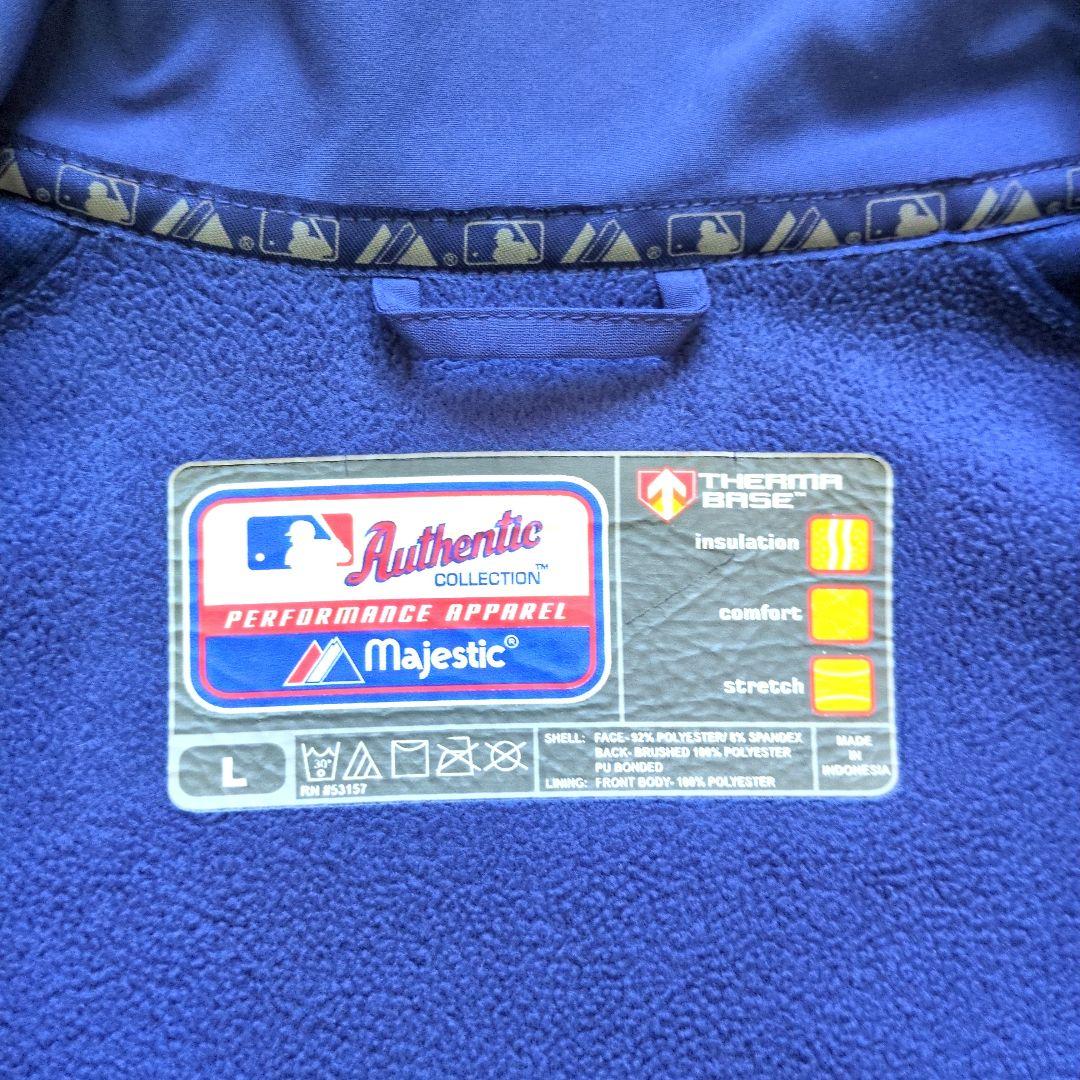 Authentic
COLLECTION™
PERFORMANCE APPAREL
Majestic®
THERMA
BASE™
insulation
comfort
stretch
L
30°
RN #53157
SHELL: FACE- 92% POLYESTER/ 8% SPANDEX
BACK- BRUSHED 100% POLYESTER
PU BONDED
LINING: FRONT BODY- 100% POLYESTER
MADE
IN
INDONESIA